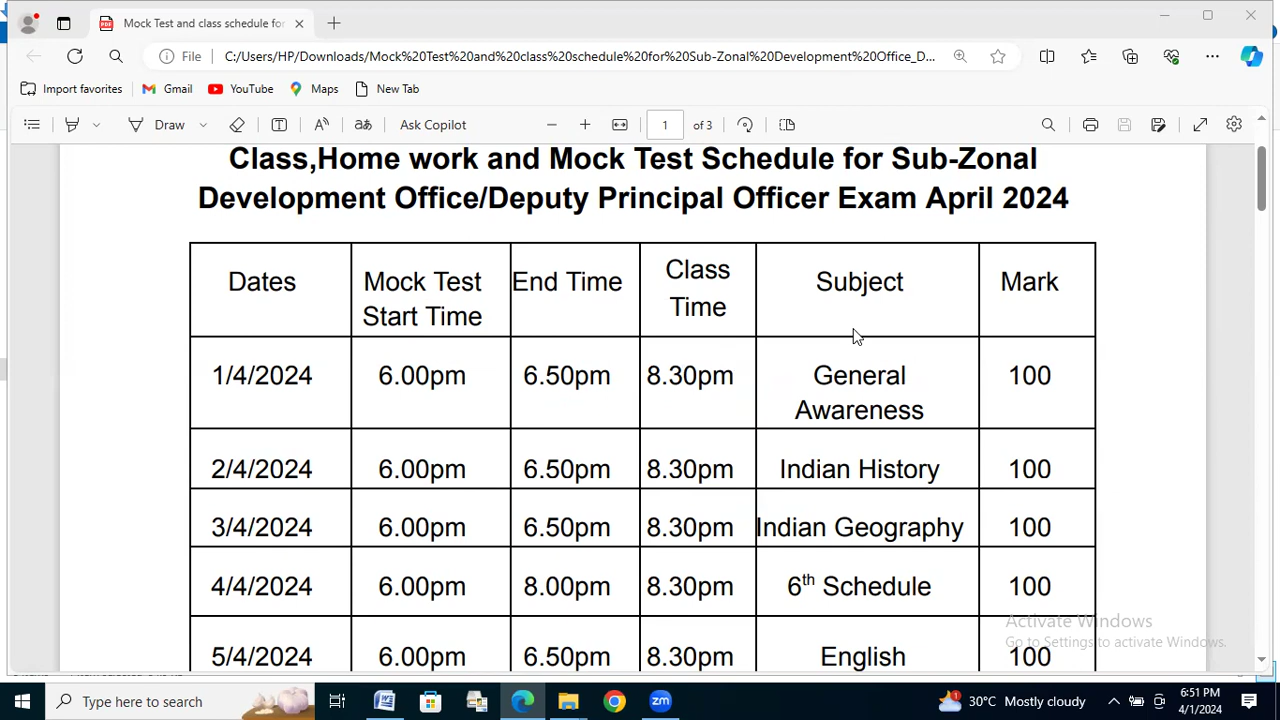 Mock Test and class schedule for
File
C:/Users/HP/Downloads/Mock%20Test%20and%20class%20schedule%20for%20Sub-Zonal%20Development%20Office_D...
Import favorites
Gmail
YouTube
Maps
New Tab
Draw
aあ
Ask Copilot
1
of 3
Class,Home work and Mock Test Schedule for Sub-Zonal
Development Office/Deputy Principal Officer Exam April 2024
Dates
Mock Test
Start Time
End Time
Class
Time
Subject
Mark
1/4/2024
6.00pm
6.50pm
8.30pm
General
Awareness
100
2/4/2024
6.00pm
6.50pm
8.30pm
Indian History
100
3/4/2024
6.00pm
6.50pm
8.30pm
Indian Geography
100
4/4/2024
6.00pm
8.00pm
8.30pm
6th Schedule
100
5/4/2024
6.00pm
6.50pm
8.30pm
English
100
Activate Windows
Go to Settings to activate Windows.
Type here to search
zm
1
30°C Mostly cloudy
6:51 PM
4/1/2024